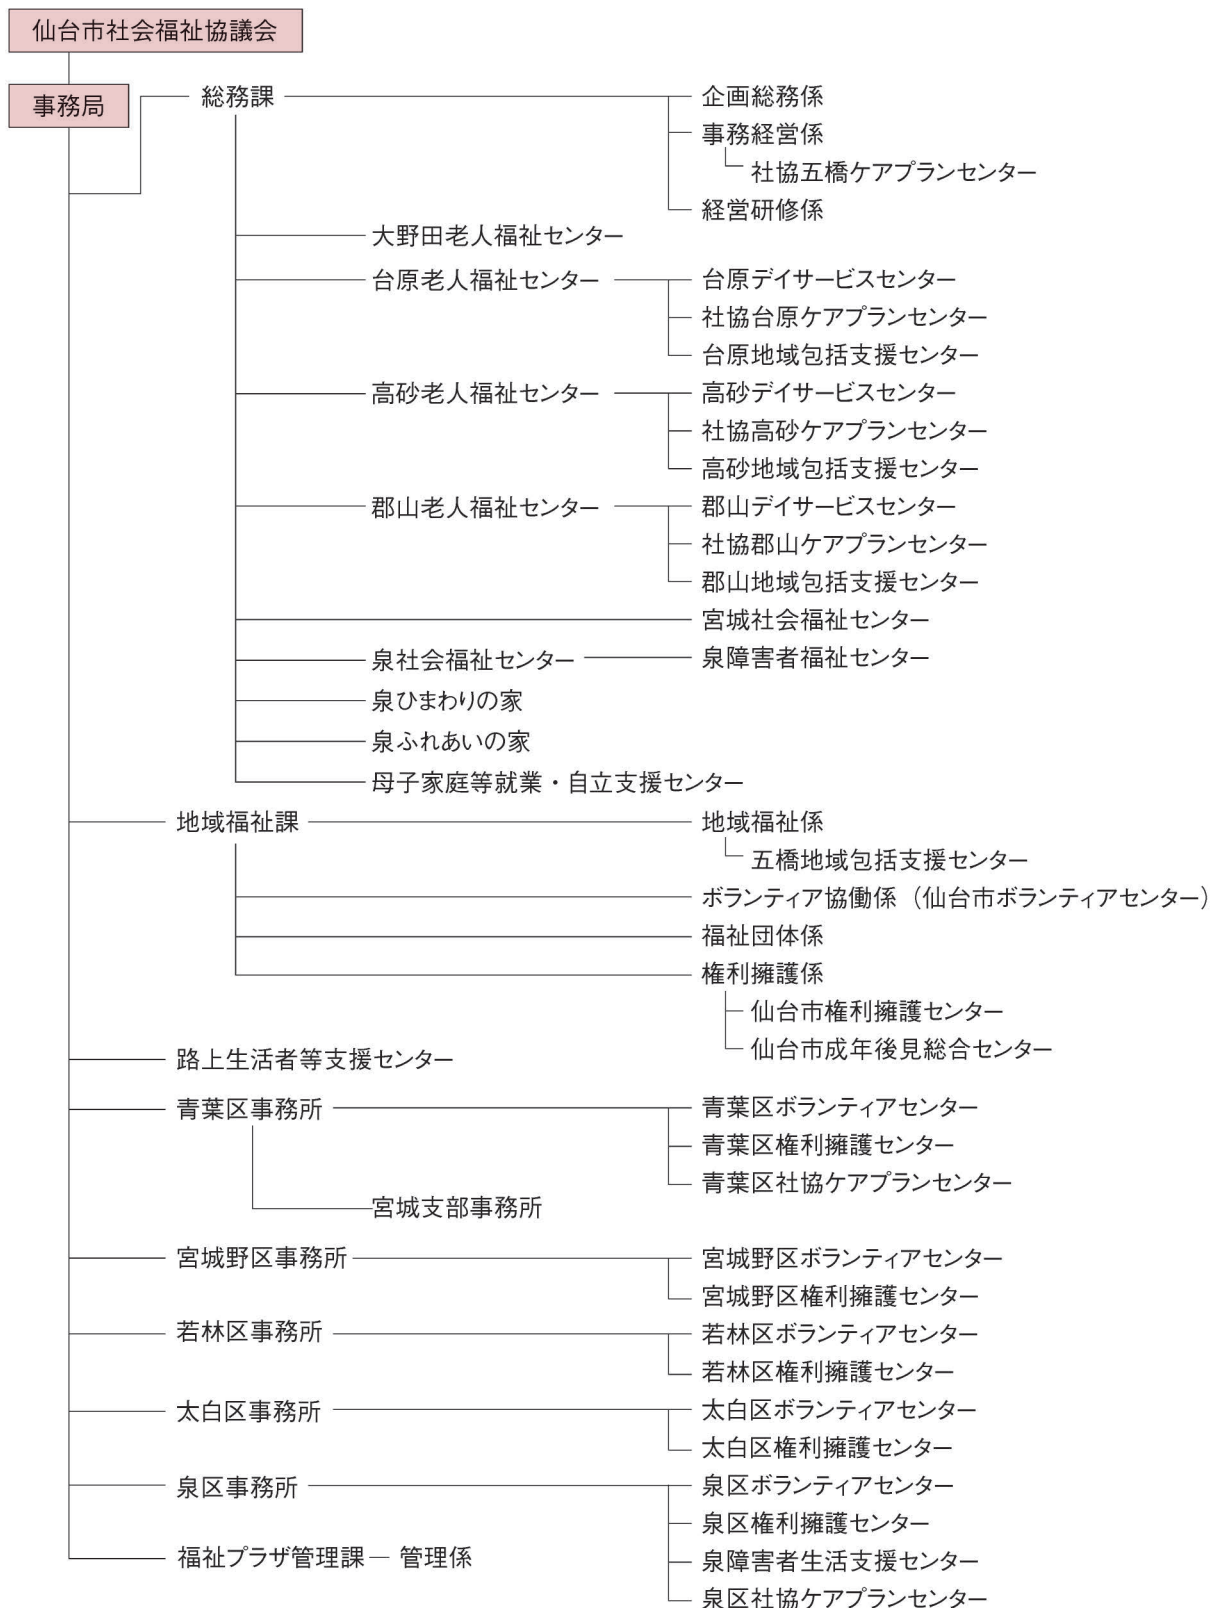 仙台市社会福祉協議会
事務局
総務課
企画総務係
事務経営係
社協五橋ケアプランセンター
経営研修係
大野田老人福祉センター
台原老人福祉センター
台原デイサービスセンター
社協台原ケアプランセンター
台原地域包括支援センター
高砂老人福祉センター
高砂デイサービスセンター
社協高砂ケアプランセンター
高砂地域包括支援センター
郡山老人福祉センター
郡山デイサービスセンター
社協郡山ケアプランセンター
郡山地域包括支援センター
宮城社会福祉センター
泉社会福祉センター
泉障害者福祉センター
泉ひまわりの家
泉ふれあいの家
母子家庭等就業・自立支援センター
地域福祉課
地域福祉係
五橋地域包括支援センター
ボランティア協働係（仙台市ボランティアセンター）
福祉団体係
権利擁護係
仙台市権利擁護センター
仙台市成年後見総合センター
路上生活者等支援センター
青葉区事務所
青葉区ボランティアセンター
青葉区権利擁護センター
青葉区社協ケアプランセンター
宮城支部事務所
宮城野区事務所
宮城野区ボランティアセンター
宮城野区権利擁護センター
若林区事務所
若林区ボランティアセンター
若林区権利擁護センター
太白区事務所
太白区ボランティアセンター
太白区権利擁護センター
泉区事務所
泉区ボランティアセンター
泉区権利擁護センター
泉障害者生活支援センター
泉区社協ケアプランセンター
福祉プラザ管理課 ― 管理係